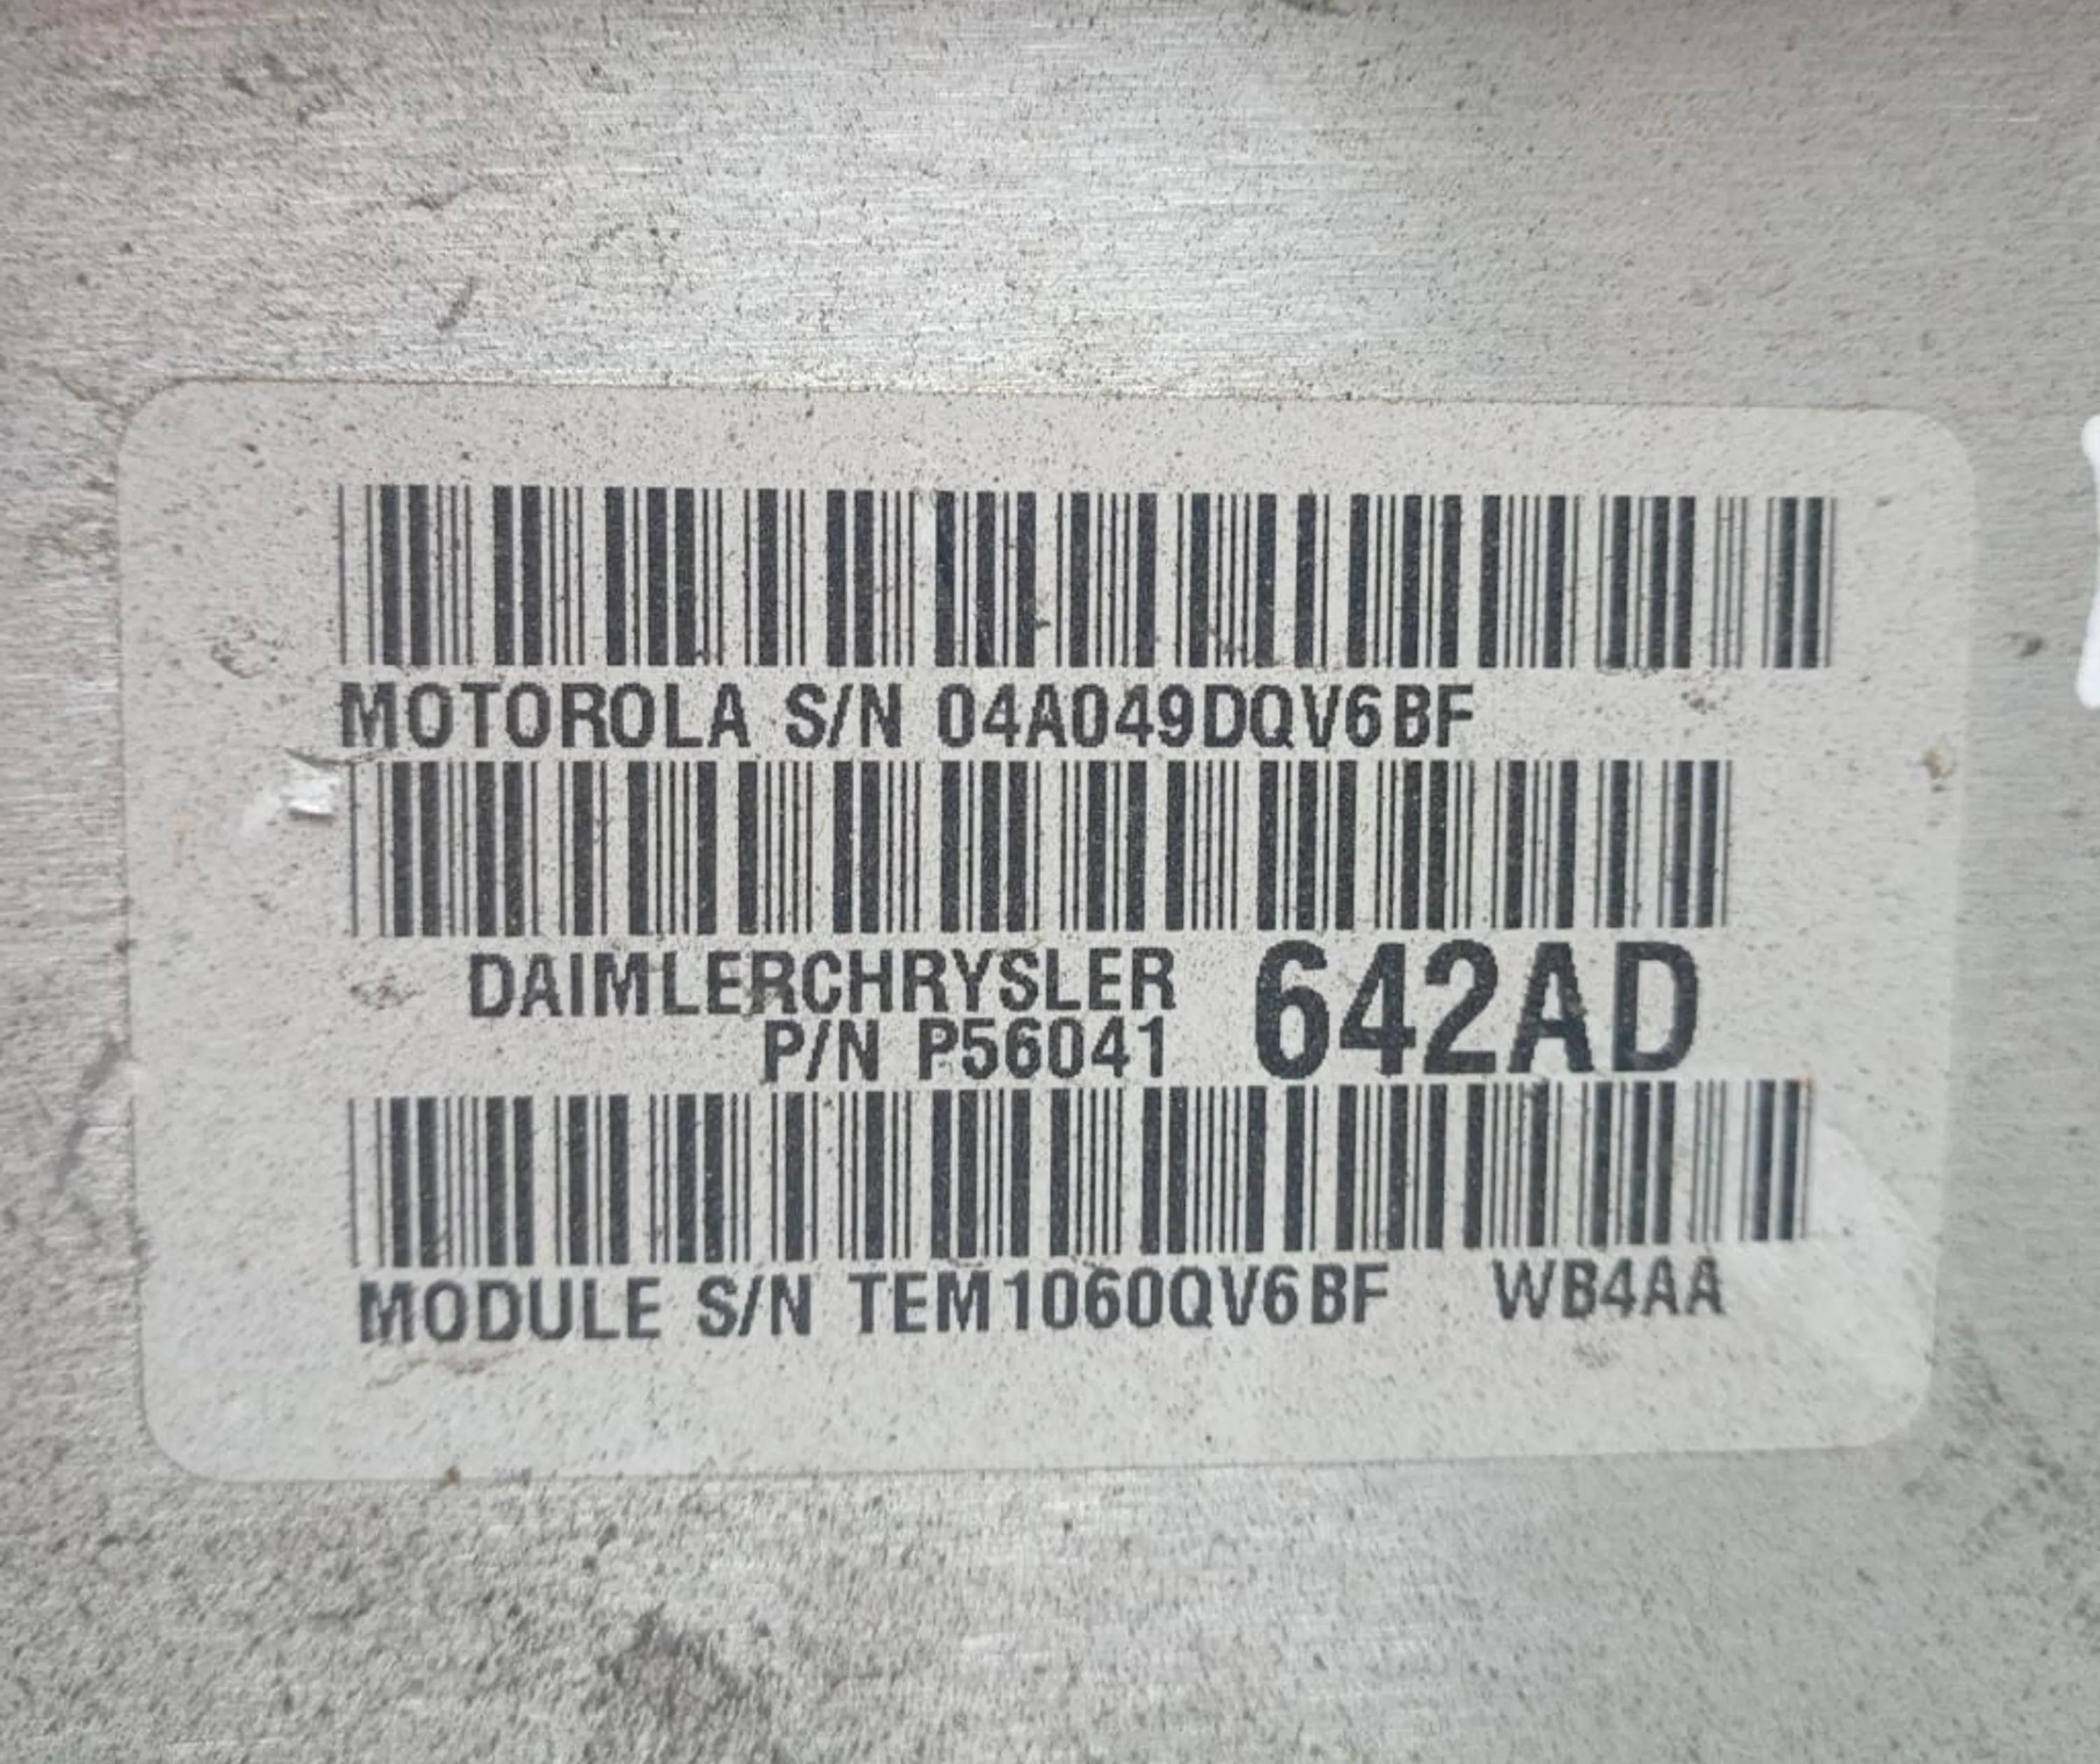 MOTOROLA S/N 04A049DQV6BF
DAIMLERCHRYSLER 642AD
P/N P56041
MODULE S/N TEM1060QV6BF WB4AA